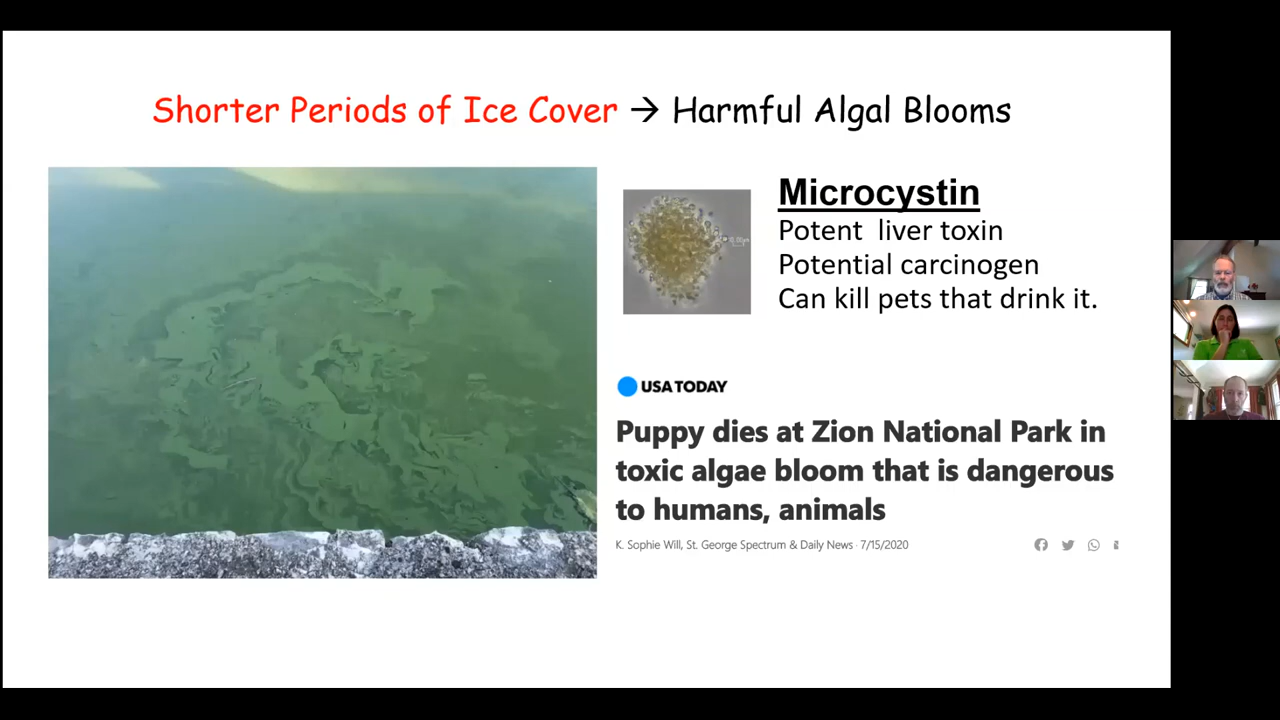 Shorter Periods of Ice Cover → Harmful Algal Blooms
Microcystin
Potent liver toxin
Potential carcinogen
Can kill pets that drink it.
USA TODAY
Puppy dies at Zion National Park in
toxic algae bloom that is dangerous
to humans, animals
K. Sophie Will, St. George Spectrum & Daily News · 7/15/2020